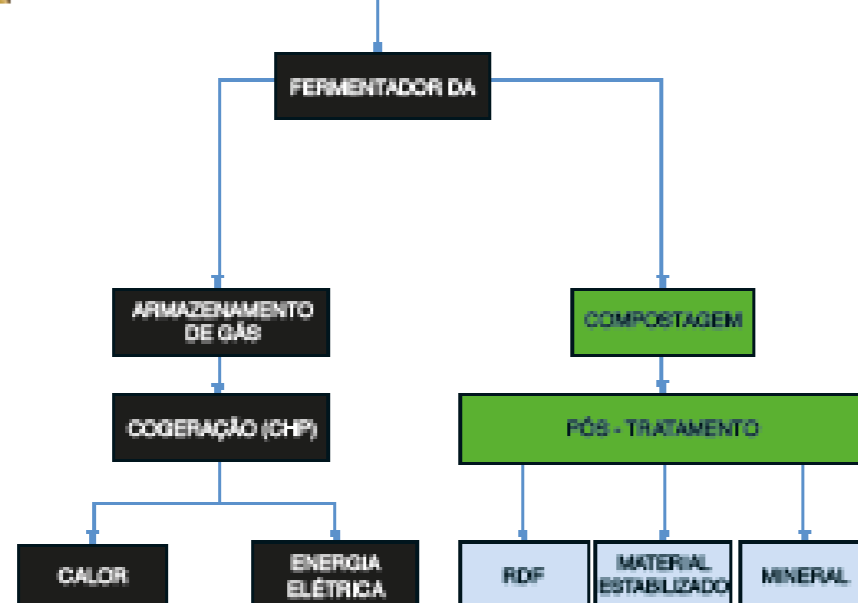 FERMENTADOR DA
ARMAZENAMENTO
DE GÁS
COMPOSTAGEM
COGERAÇÃO (CHP)
PÓS - TRATAMENTO
CALOR
ENERGIA
ELÉTRICA
RDF
MATERIAL
ESTABILIZADO
MINERAL